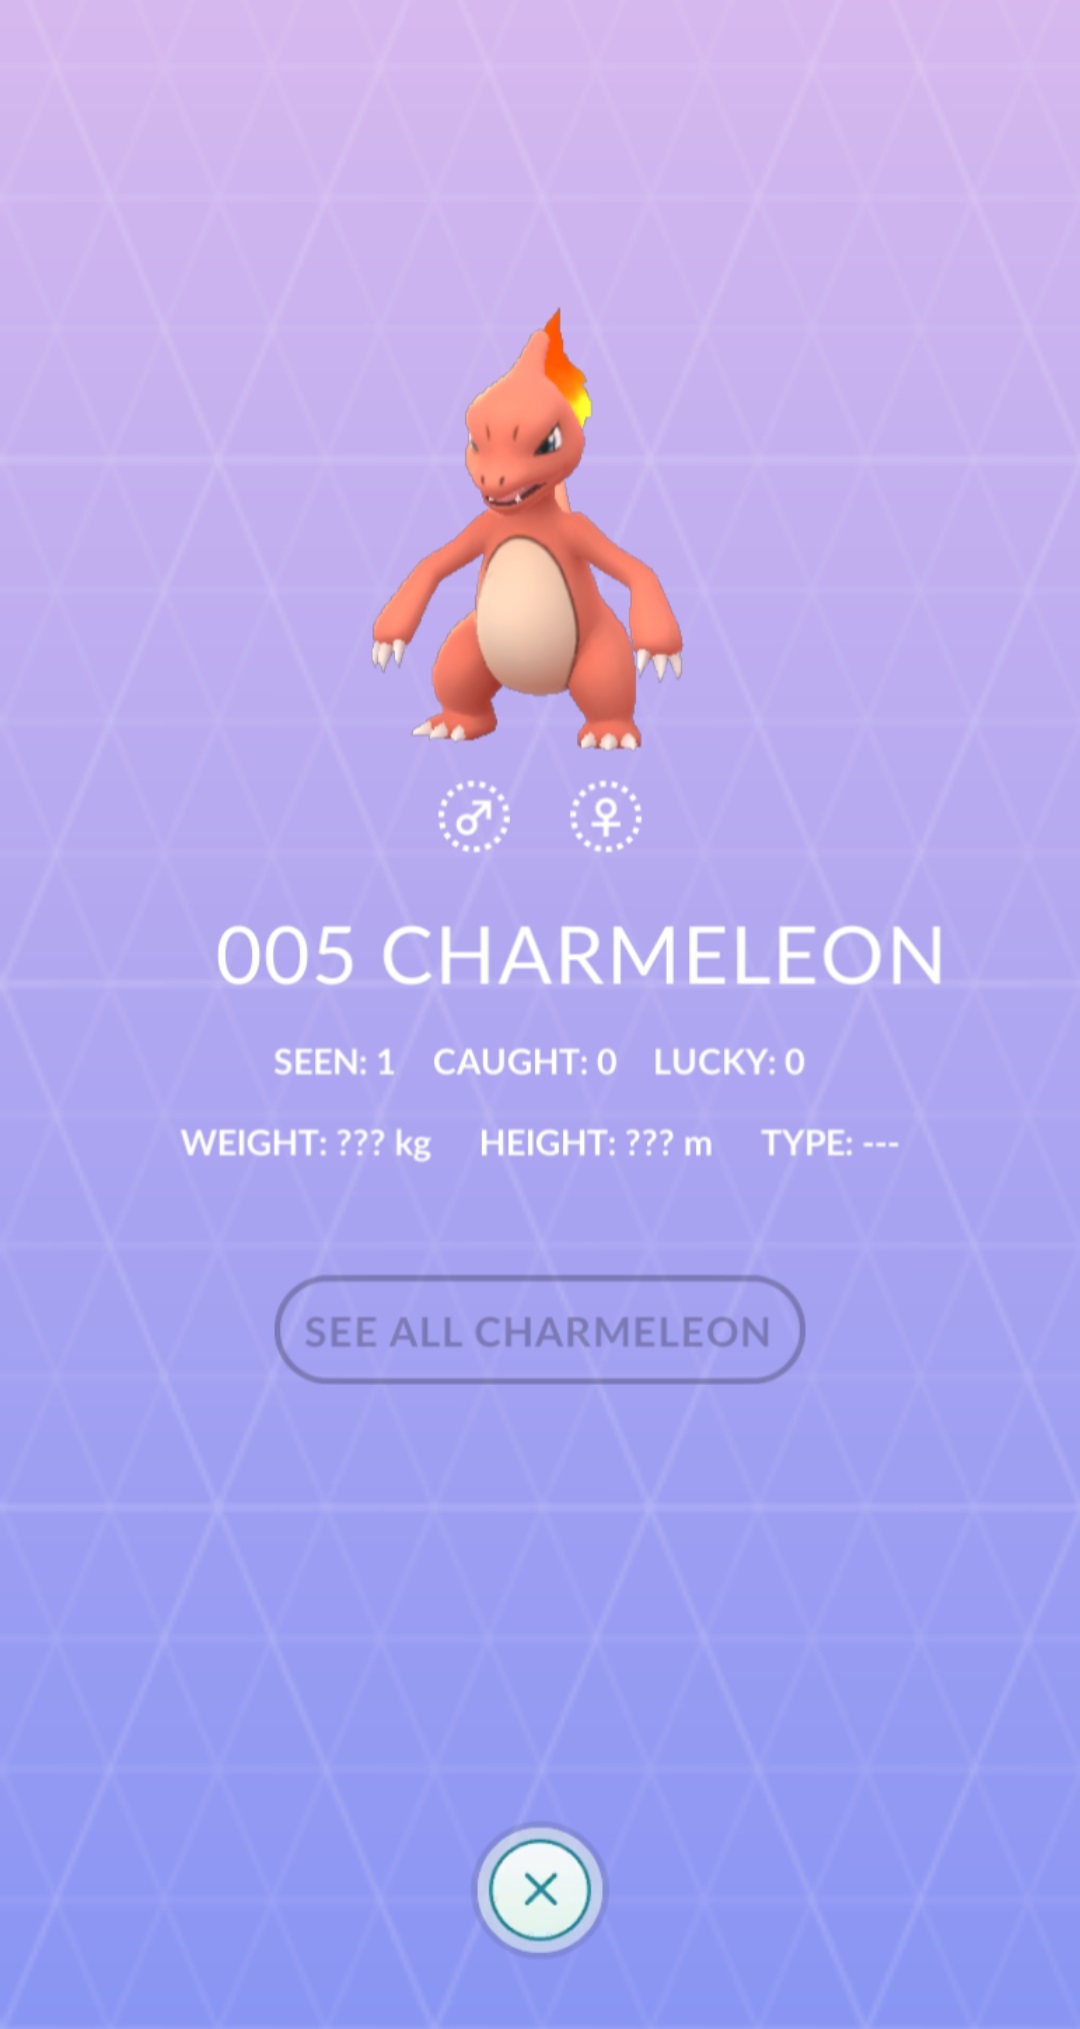 ♂ ♀
005 CHARMELEON
SEEN: 1 CAUGHT: 0 LUCKY: 0
WEIGHT: ??? kg HEIGHT: ??? m TYPE: ---
SEE ALL CHARMELEON